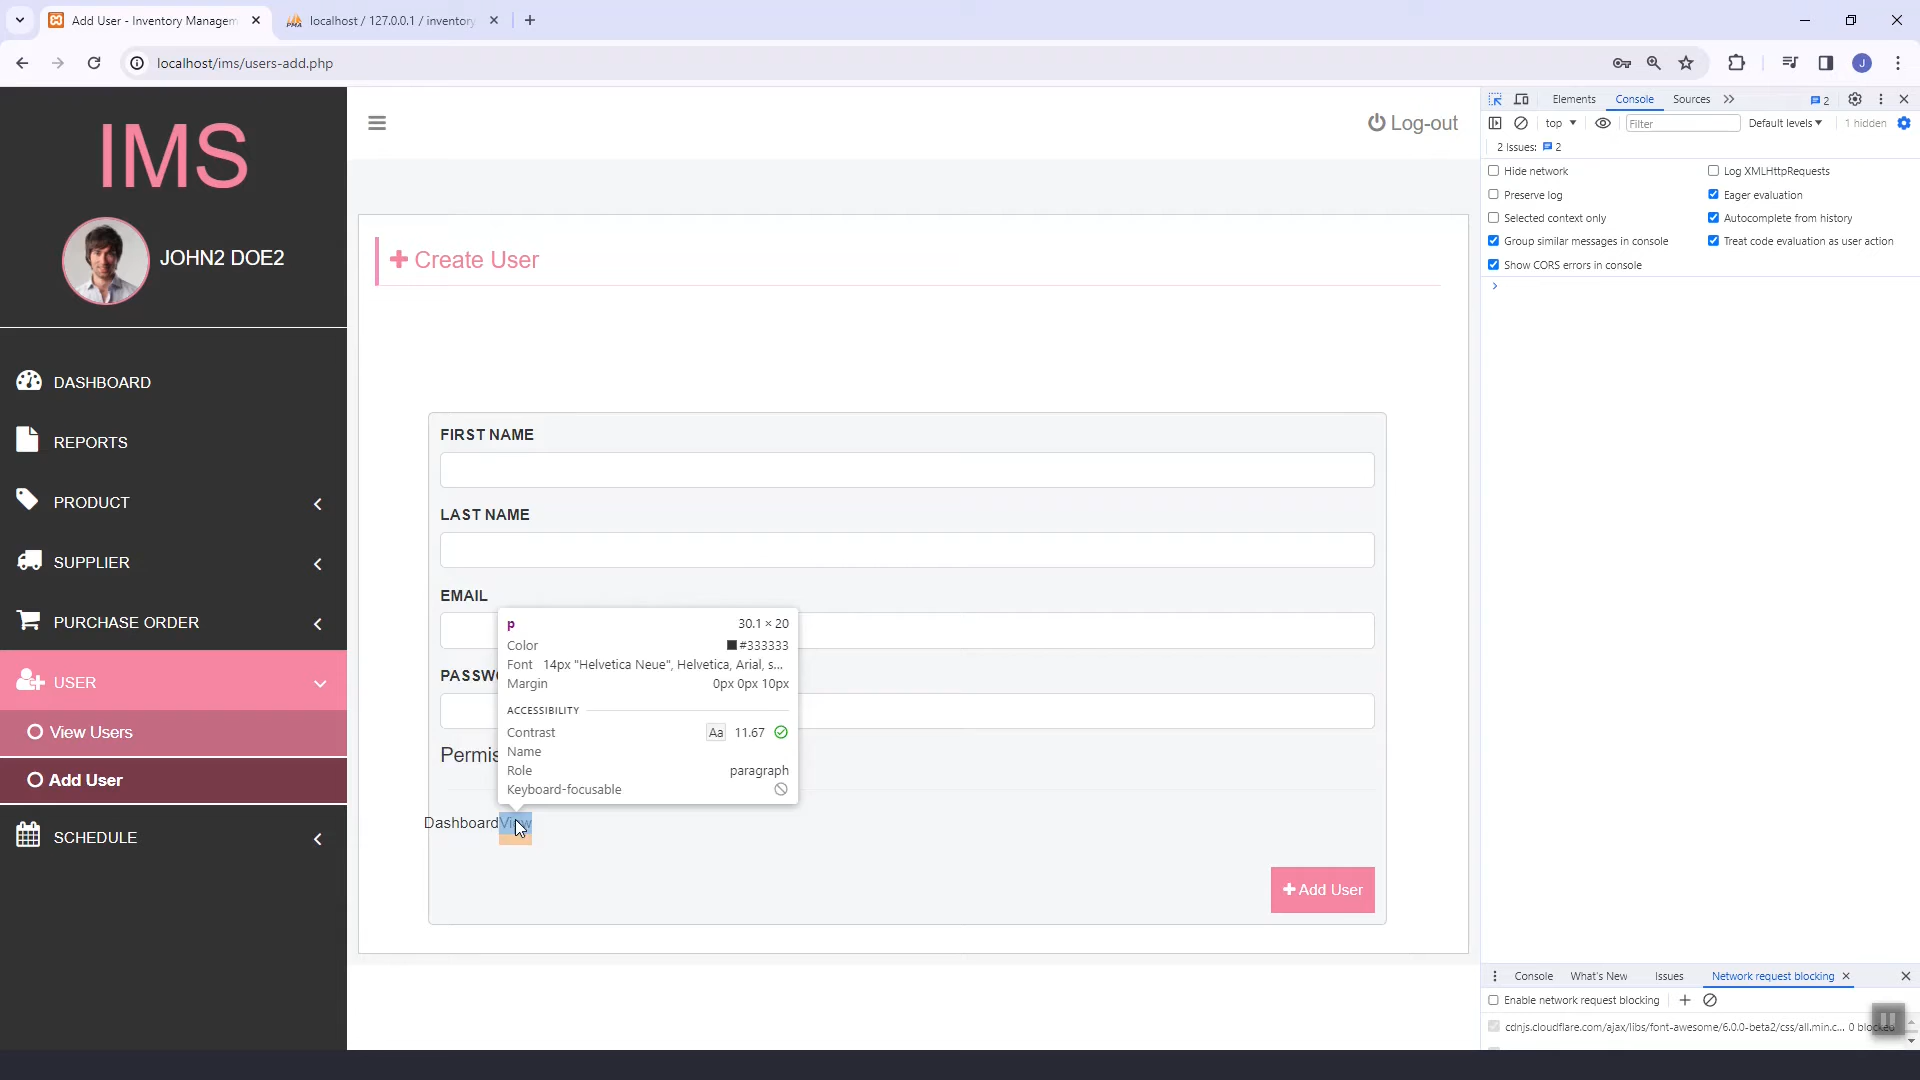 Add User - Inventory Managem
localhost / 127.0.0.1 / inventory
localhost/ims/users-add.php
J
IMS
JOHN2 DOE2
DASHBOARD
REPORTS
PRODUCT
SUPPLIER
PURCHASE ORDER
USER
View Users
Add User
SCHEDULE
Log-out
Create User
FIRST NAME
LAST NAME
EMAIL
PASSWO
Permis
p 30.1 × 20
Color #333333
Font 14px "Helvetica Neue", Helvetica, Arial, s...
Margin 0px 0px 10px
ACCESSIBILITY
Contrast Aa 11.67
Name
Role paragraph
Keyboard-focusable
Dashboard View
Add User
Elements Console Sources 2
top Filter Default levels 1 hidden
2 Issues: 2
Hide network Log XMLHttpRequests
Preserve log Eager evaluation
Selected context only Autocomplete from history
Group similar messages in console Treat code evaluation as user action
Show CORS errors in console
Console What's New Issues Network request blocking
Enable network request blocking
cdnjs.cloudflare.com/ajax/libs/font-awesome/6.0.0-beta2/css/all.min.c... 0 blocked